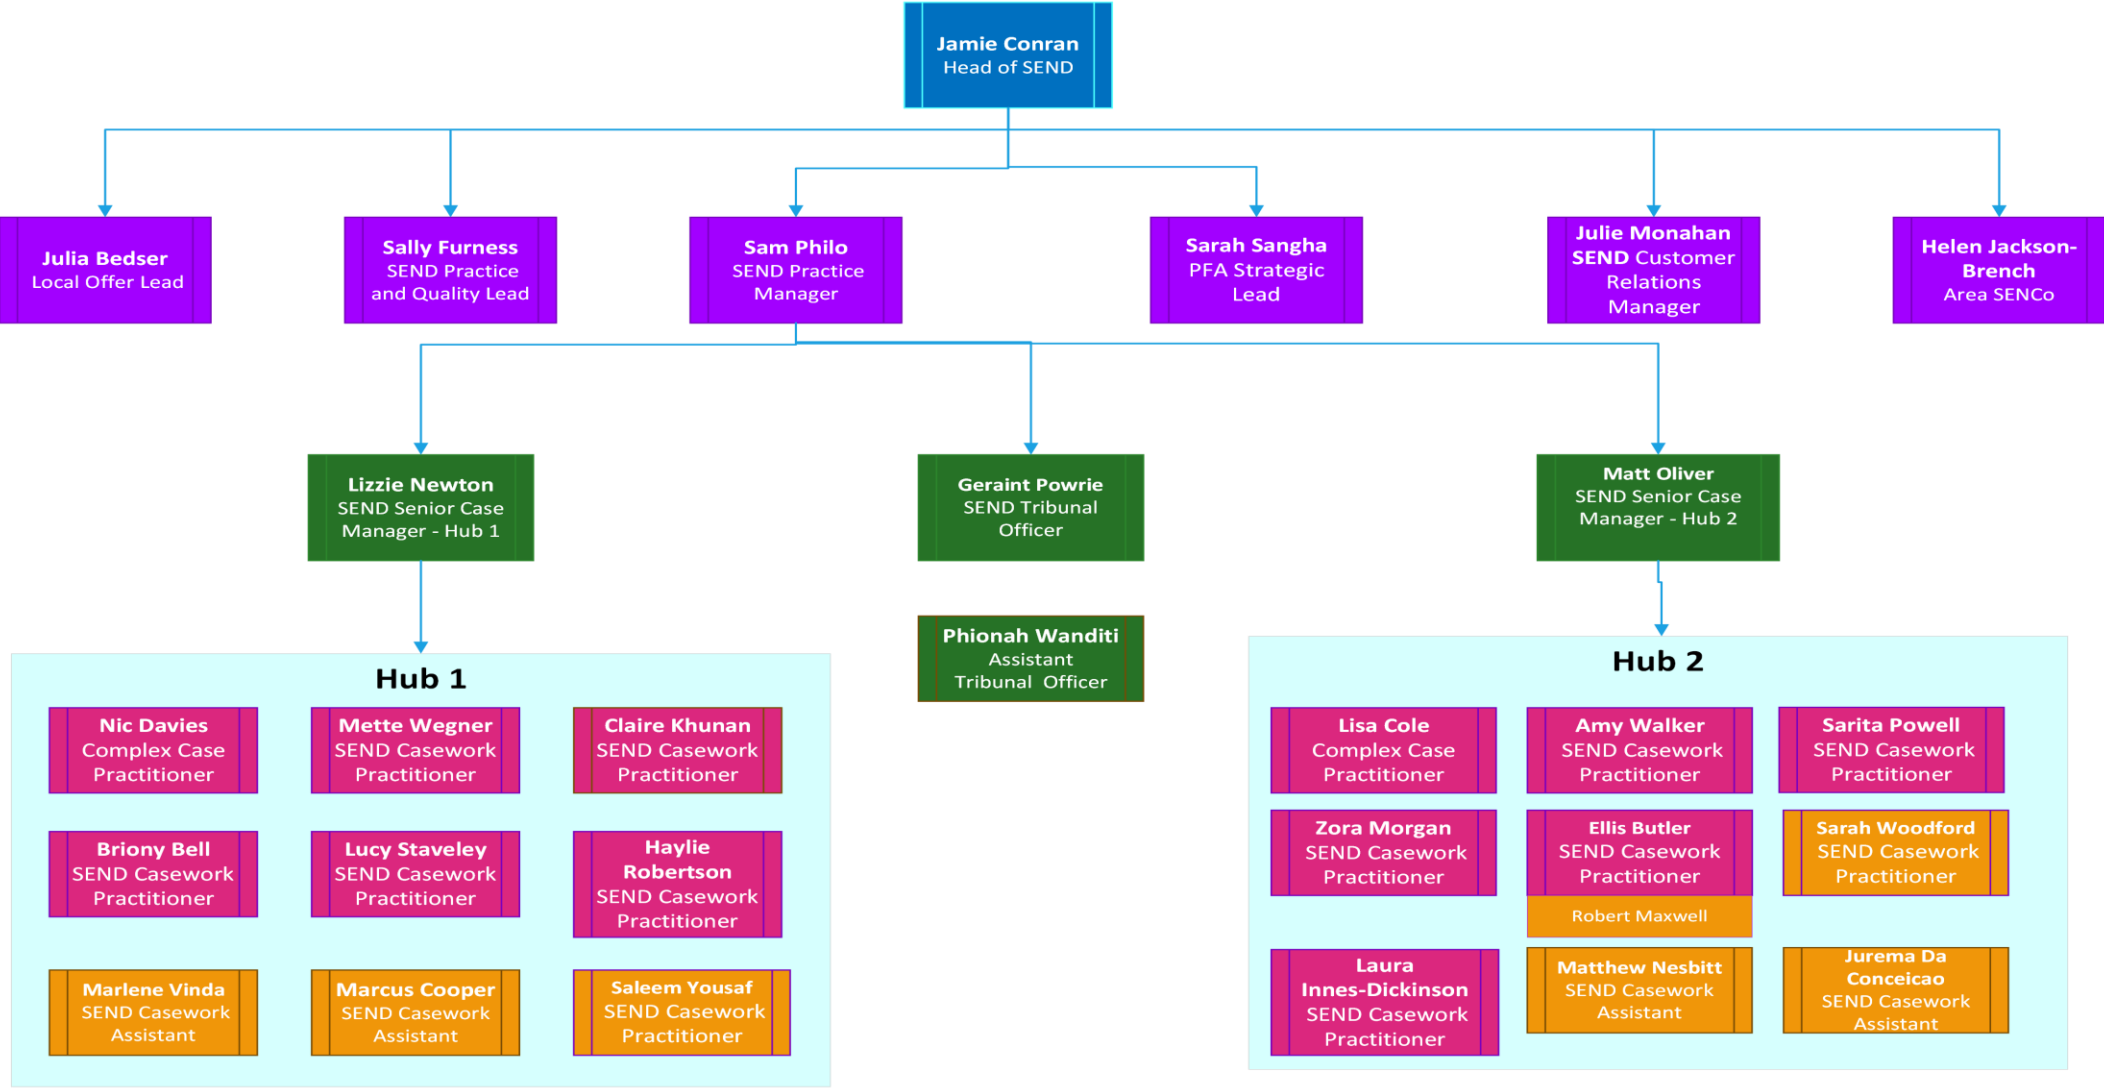 Jamie Conran
Head of SEND
Julia Bedser
Local Offer Lead
Sally Furness
SEND Practice
and Quality Lead
Sam Philo
SEND Practice
Manager
Sarah Sangha
PFA Strategic
Lead
Julie Monahan
SEND Customer
Relations
Manager
Helen Jackson-
Brench
Area SENCo
Lizzie Newton
SEND Senior Case
Manager - Hub 1
Geraint Powrie
SEND Tribunal
Officer
Matt Oliver
SEND Senior Case
Manager - Hub 2
Phionah Wanditi
Assistant
Tribunal Officer
Hub 1
Nic Davies
Complex Case
Practitioner
Mette Wegner
SEND Casework
Practitioner
Claire Khunan
SEND Casework
Practitioner
Briony Bell
SEND Casework
Practitioner
Lucy Staveley
SEND Casework
Practitioner
Haylie
Robertson
SEND Casework
Practitioner
Marlene Vinda
SEND Casework
Assistant
Marcus Cooper
SEND Casework
Assistant
Saleem Yousaf
SEND Casework
Practitioner
Hub 2
Lisa Cole
Complex Case
Practitioner
Amy Walker
SEND Casework
Practitioner
Sarita Powell
SEND Casework
Practitioner
Zora Morgan
SEND Casework
Practitioner
Ellis Butler
SEND Casework
Practitioner
Robert Maxwell
Sarah Woodford
SEND Casework
Practitioner
Laura
Innes-Dickinson
SEND Casework
Practitioner
Matthew Nesbitt
SEND Casework
Assistant
Jurema Da
Conceicao
SEND Casework
Assistant